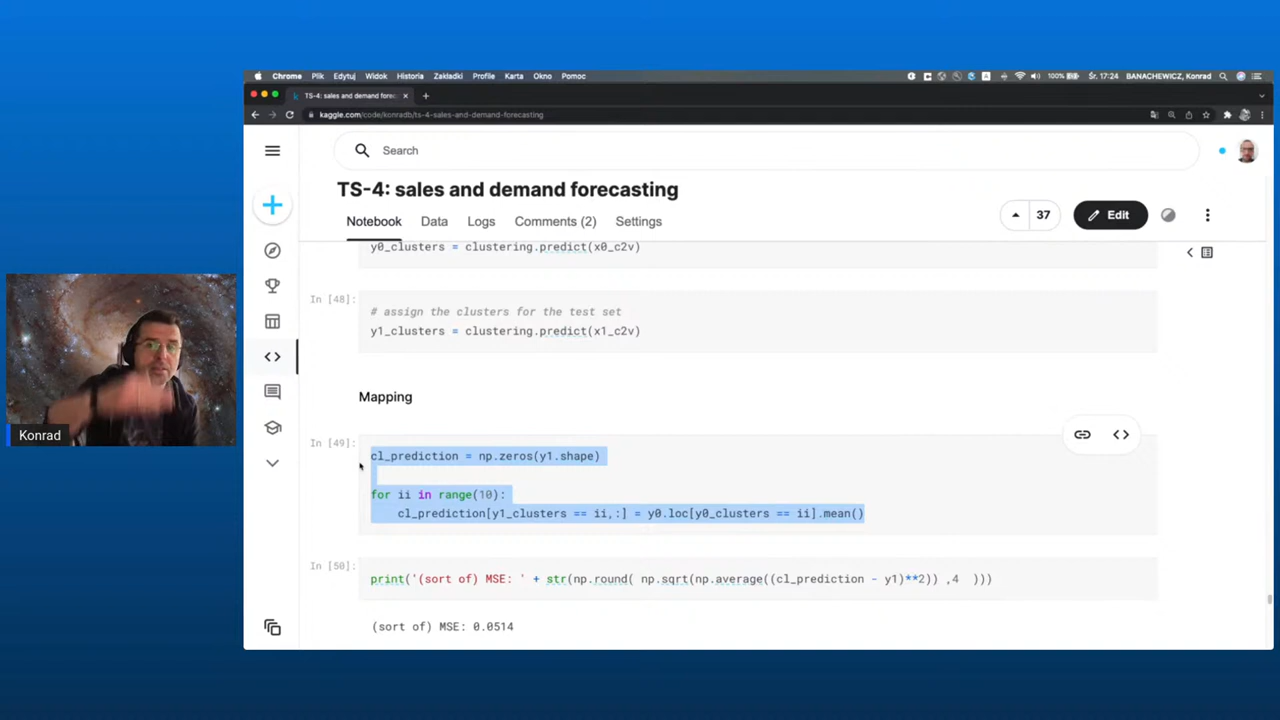 Chrome Plik Edytuj Widok Historia Zakładki Profile Karta Okno Pomoc 100% Śr. 17:24 BANACHEWICZ, Konrad
TS-4: sales and demand forec
kaggle.com/code/konradb/ts-4-sales-and-demand-forecasting
Search
TS-4: sales and demand forecasting
Notebook Data Logs Comments (2) Settings
37 Edit
y0_clusters = clustering.predict(x0_c2v)
In [48]:
# assign the clusters for the test set
y1_clusters = clustering.predict(x1_c2v)
Mapping
In [49]:
cl_prediction = np.zeros(y1.shape)
for ii in range(10):
cl_prediction[y1_clusters == ii,:] = y0.loc[y0_clusters == ii].mean()
In [50]:
print('(sort of) MSE: ' + str(np.round( np.sqrt(np.average((cl_prediction - y1)**2)) ,4 )))
(sort of) MSE: 0.0514
Konrad